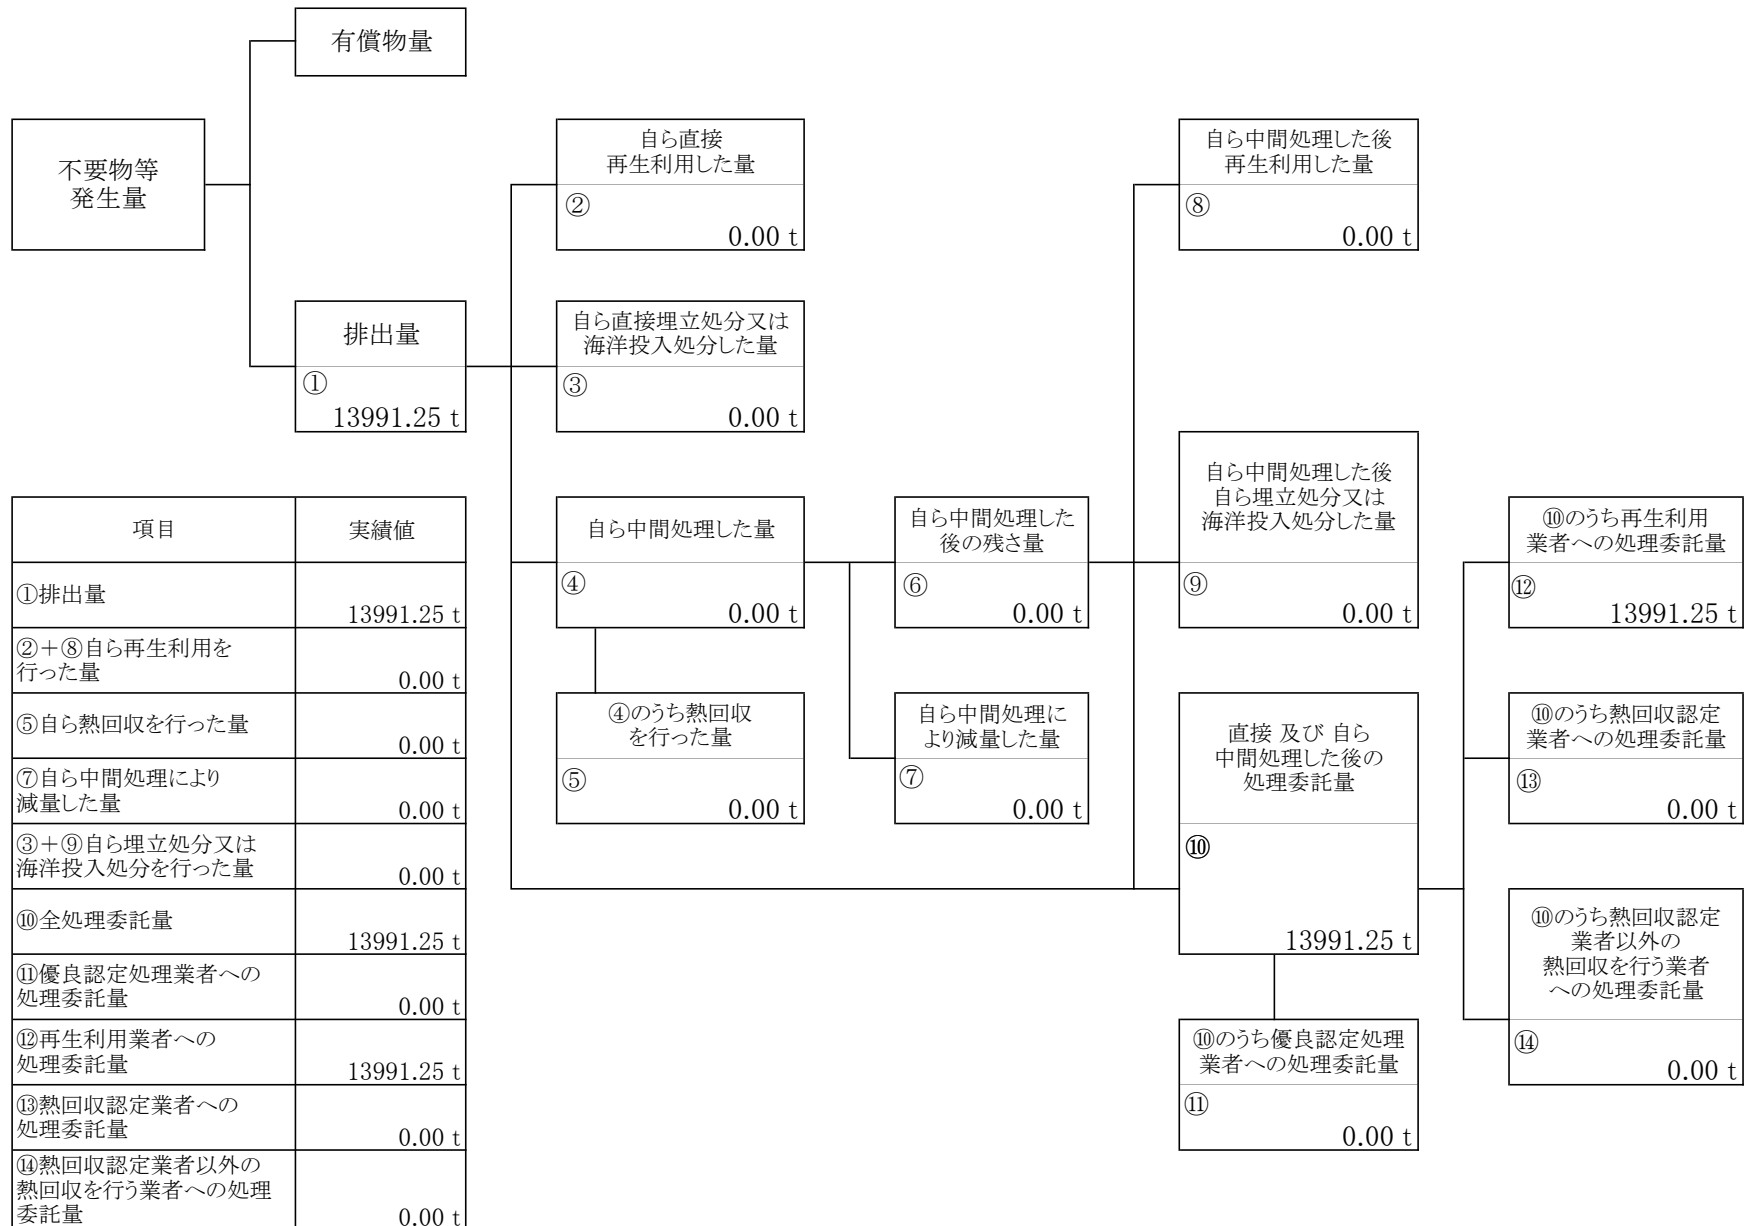 有償物量
不要物等
発生量
自ら直接
再生利用した量
②
0.00 t
自ら中間処理した後
再生利用した量
⑧
0.00 t
排出量
①
13991.25 t
自ら直接埋立処分又は
海洋投入処分した量
③
0.00 t
自ら中間処理した量
④
0.00 t
自ら中間処理した
後の残さ量
⑥
0.00 t
自ら中間処理した後
自ら埋立処分又は
海洋投入処分した量
⑨
0.00 t
⑩のうち再生利用
業者への処理委託量
⑫
13991.25 t
④のうち熱回収
を行った量
⑤
0.00 t
自ら中間処理に
より減量した量
⑦
0.00 t
直接 及び 自ら
中間処理した後の
処理委託量
⑩
13991.25 t
⑩のうち熱回収認定
業者への処理委託量
⑬
0.00 t
⑩のうち熱回収認定
業者以外の
熱回収を行う業者
への処理委託量
⑭
0.00 t
⑩のうち優良認定処理
業者への処理委託量
⑪
0.00 t
項目 実績値
①排出量
13991.25 t
②＋⑧自ら再生利用を
行った量
0.00 t
⑤自ら熱回収を行った量
0.00 t
⑦自ら中間処理により
減量した量
0.00 t
③＋⑨自ら埋立処分又は
海洋投入処分を行った量
0.00 t
⑩全処理委託量
13991.25 t
⑪優良認定処理業者への
処理委託量
0.00 t
⑫再生利用業者への
処理委託量
13991.25 t
⑬熱回収認定業者への
処理委託量
0.00 t
⑭熱回収認定業者以外の
熱回収を行う業者への処理
委託量
0.00 t